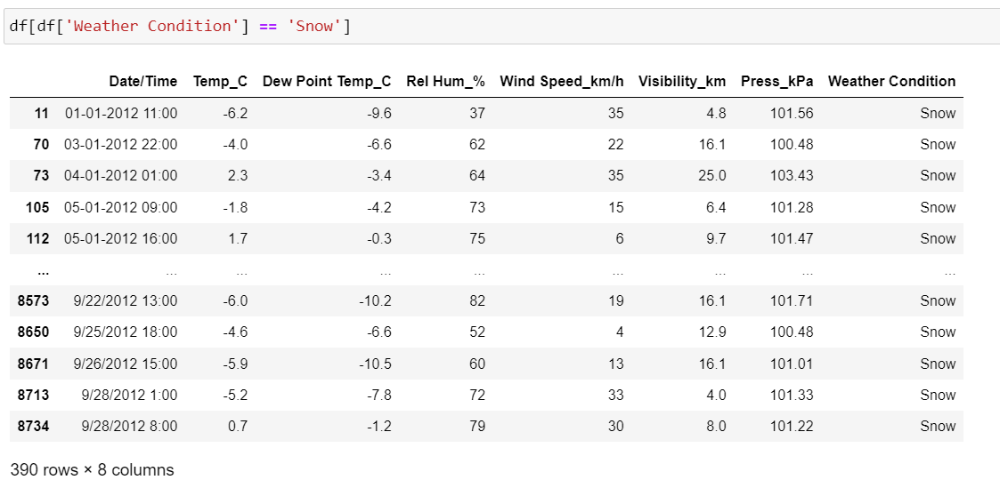 df[df['Weather Condition'] == 'Snow']
Date/Time Temp_C Dew Point Temp_C Rel Hum_% Wind Speed_km/h Visibility_km Press_kPa Weather Condition
11 01-01-2012 11:00 -6.2 -9.6 37 35 4.8 101.56 Snow
70 03-01-2012 22:00 -4.0 -6.6 62 22 16.1 100.48 Snow
73 04-01-2012 01:00 2.3 -3.4 64 35 25.0 103.43 Snow
105 05-01-2012 09:00 -1.8 -4.2 73 15 6.4 101.28 Snow
112 05-01-2012 16:00 1.7 -0.3 75 6 9.7 101.47 Snow
... ... ... ... ... ... ... ... ...
8573 9/22/2012 13:00 -6.0 -10.2 82 19 16.1 101.71 Snow
8650 9/25/2012 18:00 -4.6 -6.6 52 4 12.9 100.48 Snow
8671 9/26/2012 15:00 -5.9 -10.5 60 13 16.1 101.01 Snow
8713 9/28/2012 1:00 -5.2 -7.8 72 33 4.0 101.33 Snow
8734 9/28/2012 8:00 0.7 -1.2 79 30 8.0 101.22 Snow
390 rows × 8 columns